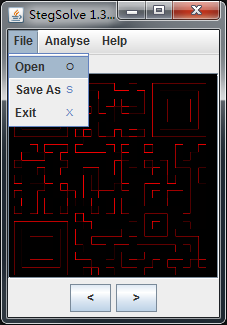 StegSolve 1.3...
File Analyse Help
Open O
Save As S
Exit X
< >